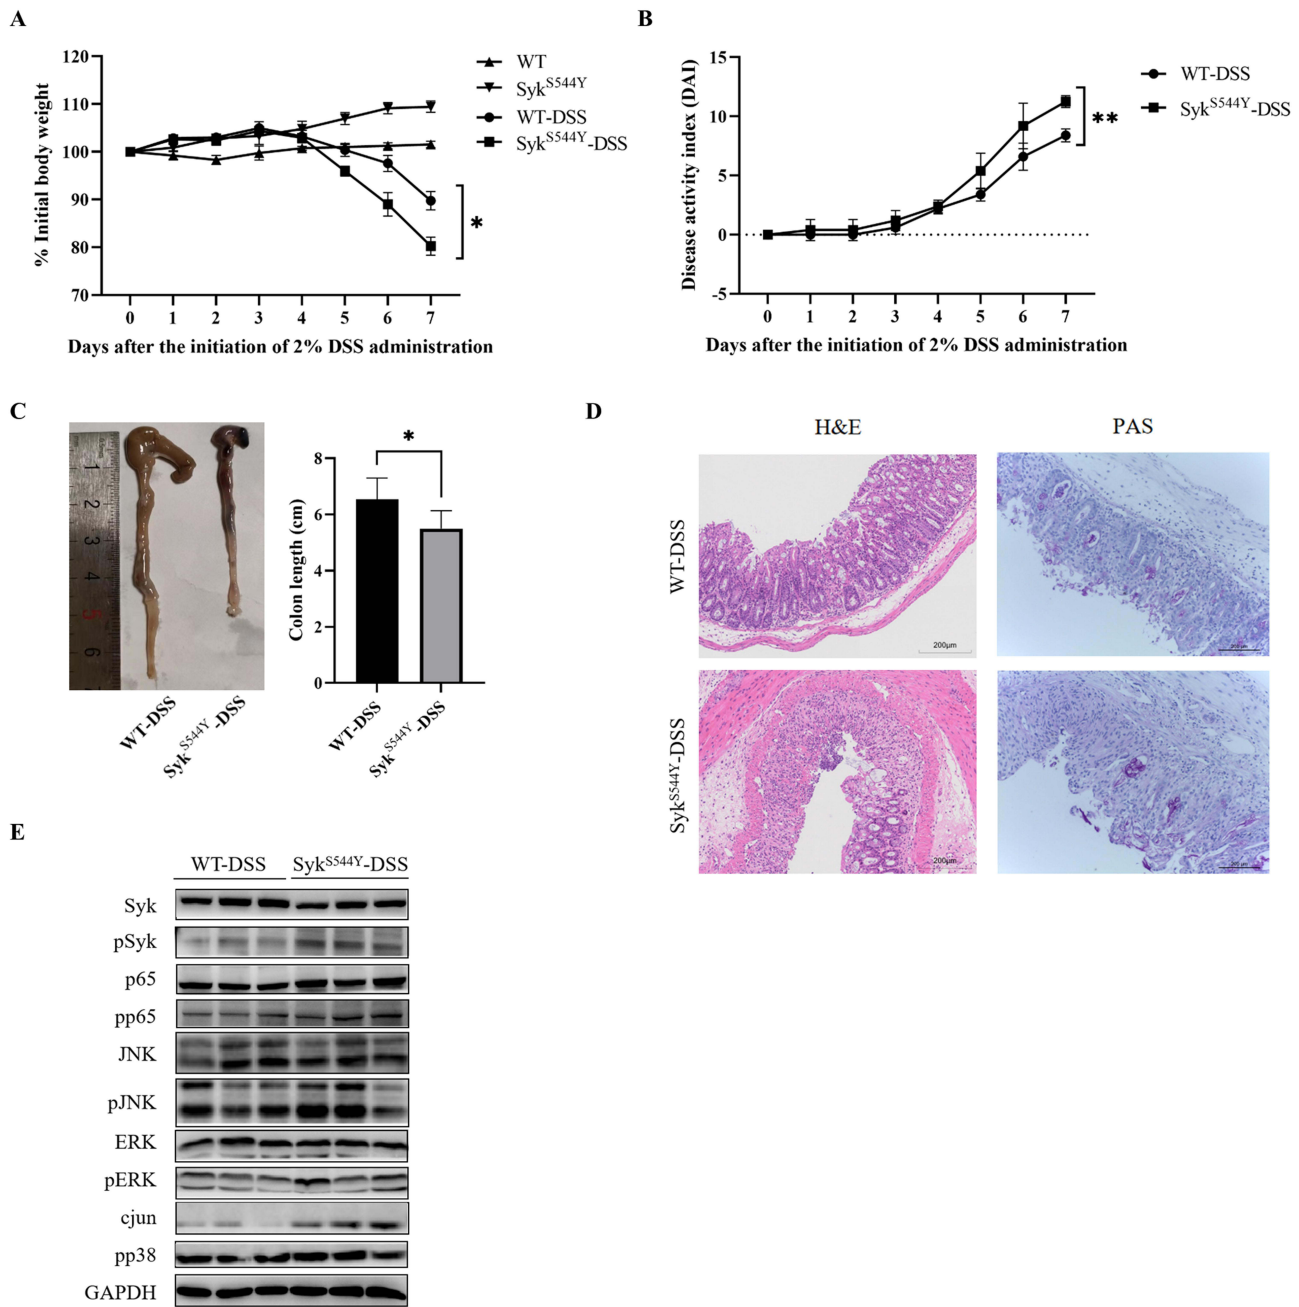 A
120
110
100
90
80
70
% Initial body weight
0 1 2 3 4 5 6 7
Days after the initiation of 2% DSS administration
WT
Syk^S544Y
WT-DSS
Syk^S544Y-DSS
*
B
15
10
5
0
-5
Disease activity index (DAI)
0 1 2 3 4 5 6 7
Days after the initiation of 2% DSS administration
WT-DSS
Syk^S544Y-DSS
**
C
1
2
3
4
5
6
WT-DSS
Syk^S544Y-DSS
8
6
4
2
0
Colon length (cm)
*
WT-DSS
Syk^S544Y-DSS
D
H&E PAS
WT-DSS
200μm
200 μm
Syk^S544Y-DSS
200μm
200 μm
E
WT-DSS Syk^S544Y-DSS
Syk
pSyk
p65
pp65
JNK
pJNK
ERK
pERK
cjun
pp38
GAPDH